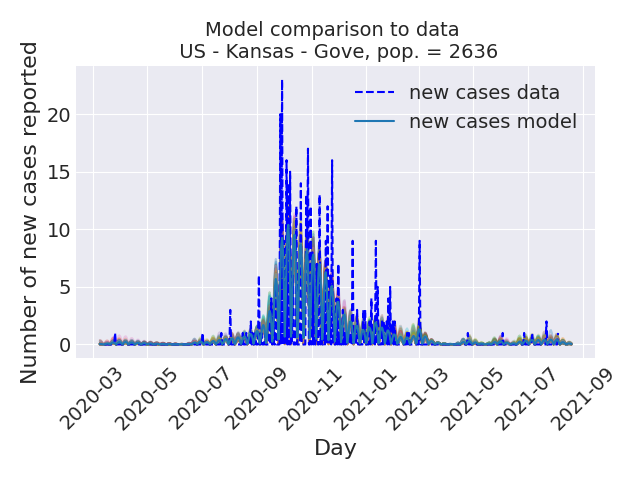 Model comparison to data
US - Kansas - Gove, pop. = 2636
Number of new cases reported
20
15
10
5
0
new cases data
new cases model
2020-03
2020-05
2020-07
2020-09
2020-11
2021-01
2021-03
2021-05
2021-07
2021-09
Day